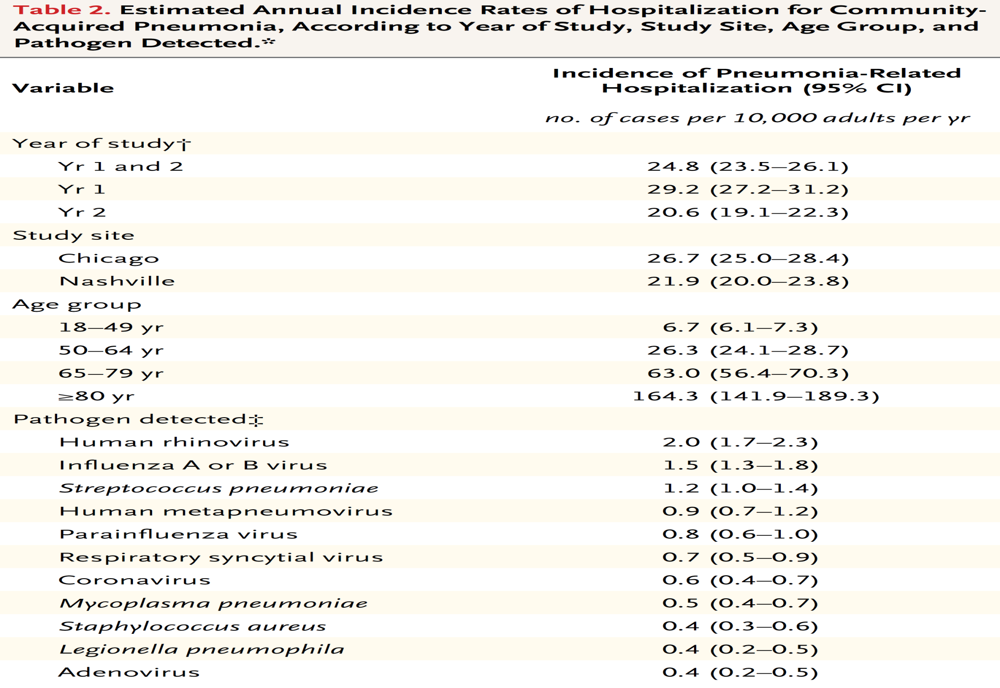 Table 2. Estimated Annual Incidence Rates of Hospitalization for Community-
Acquired Pneumonia, According to Year of Study, Study Site, Age Group, and
Pathogen Detected.*
Variable
Incidence of Pneumonia-Related
Hospitalization (95% CI)
no. of cases per 10,000 adults per yr
Year of study†
Yr 1 and 2 24.8 (23.5–26.1)
Yr 1 29.2 (27.2–31.2)
Yr 2 20.6 (19.1–22.3)
Study site
Chicago 26.7 (25.0–28.4)
Nashville 21.9 (20.0–23.8)
Age group
18–49 yr 6.7 (6.1–7.3)
50–64 yr 26.3 (24.1–28.7)
65–79 yr 63.0 (56.4–70.3)
≥80 yr 164.3 (141.9–189.3)
Pathogen detected‡
Human rhinovirus 2.0 (1.7–2.3)
Influenza A or B virus 1.5 (1.3–1.8)
Streptococcus pneumoniae 1.2 (1.0–1.4)
Human metapneumovirus 0.9 (0.7–1.2)
Parainfluenza virus 0.8 (0.6–1.0)
Respiratory syncytial virus 0.7 (0.5–0.9)
Coronavirus 0.6 (0.4–0.7)
Mycoplasma pneumoniae 0.5 (0.4–0.7)
Staphylococcus aureus 0.4 (0.3–0.6)
Legionella pneumophila 0.4 (0.2–0.5)
Adenovirus 0.4 (0.2–0.5)